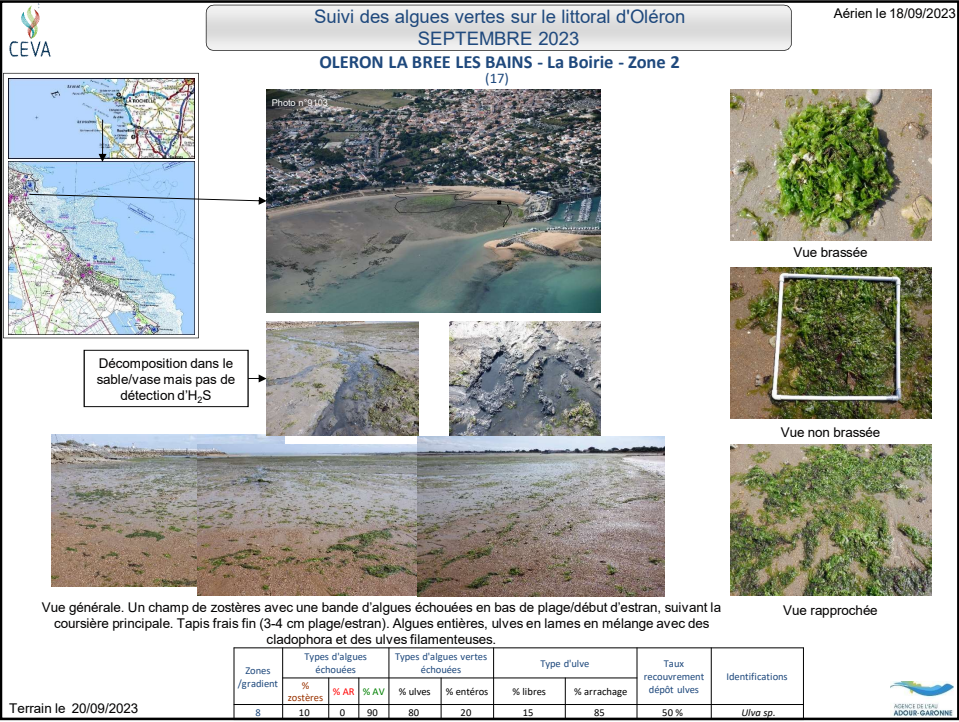 CEVA
Suivi des algues vertes sur le littoral d'Oléron
SEPTEMBRE 2023
Aérien le 18/09/2023
OLERON LA BREE LES BAINS - La Boirie - Zone 2
(17)
LA ROCHELLE
Photo n°9103
Vue brassée
Décomposition dans le
sable/vase mais pas de
détection d'H₂S
Vue non brassée
Vue générale. Un champ de zostères avec une bande d'algues échouées en bas de plage/début d'estran, suivant la
coursière principale. Tapis frais fin (3-4 cm plage/estran). Algues entières, ulves en lames en mélange avec des
cladophora et des ulves filamenteuses.
Vue rapprochée
Zones
/gradient
Types d'algues
échouées
Types d'algues vertes
échouées
Type d'ulve
Taux
recouvrement
dépôt ulves
Identifications
%
zostères
% AR
% AV
% ulves
% entéros
% libres
% arrachage
8 10 0 90 80 20 15 85 50 % Ulva sp.
Terrain le 20/09/2023
AGENCE DE L'EAU
ADOUR-GARONNE